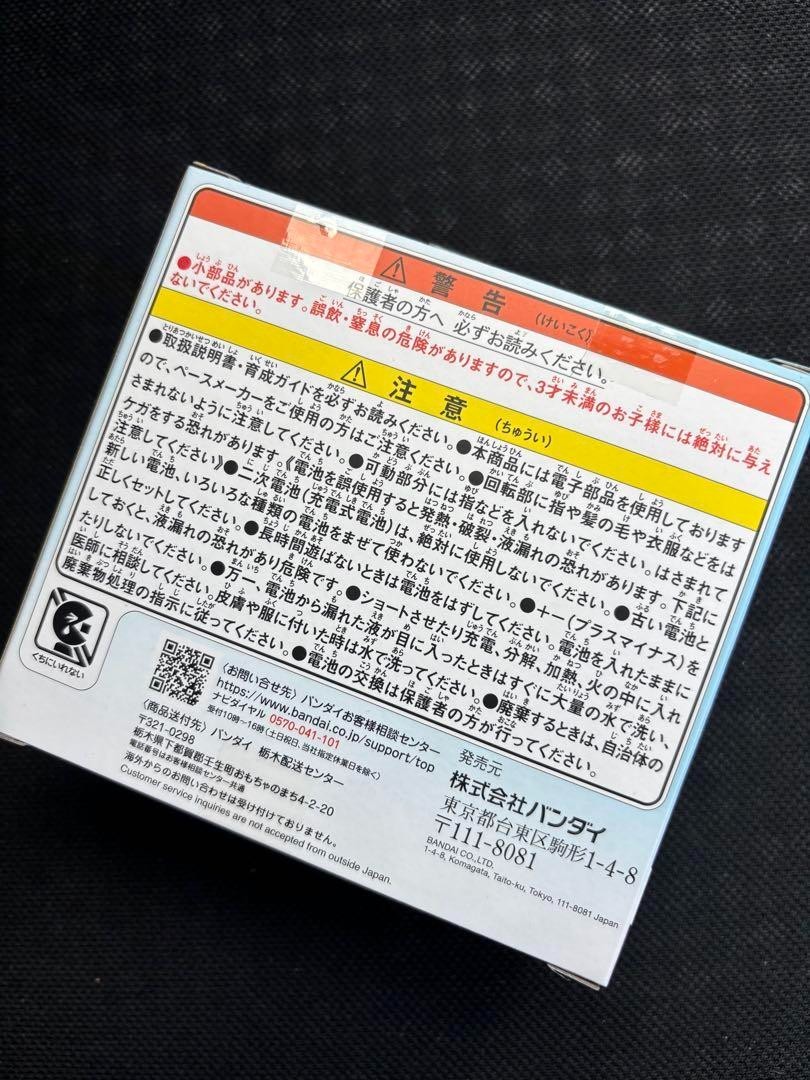 警告 (けいこく)
保護者の方へ 必ずお読みください。
●小部品があります。誤飲・窒息の危険がありますので、3才未満のお子様には絶対に与え
ないでください。
注意 (ちゅうい)
●取扱説明書・育成ガイドを必ずお読みください。●本商品には電子部品を使用しております
ので、ペースメーカーをご使用の方はご注意ください。●回転部に指や髪の毛や衣服などをは
さまれないように注意してください。●可動部分には指などを入れないでください。はさまれて
ケガをする恐れがあります。《電池を誤使用すると発熱・破裂・液漏れの恐れがあります。下記に
注意してください》●二次電池(充電式電池)は、絶対に使用しないでください。●古い電池と
新しい電池、いろいろな種類の電池をまぜて使わないでください。●+-(プラスマイナス)を
正しくセットしてください。●長時間遊ばないときは電池をはずしてください。電池を入れたままに
しておくと、液漏れの恐れがあり危険です。●ショートさせたり充電、分解、加熱、火の中に入れ
たりしないでください。●万一、電池から漏れた液が目に入ったときはすぐに大量の水で洗い、
医師に相談してください。皮膚や服に付いた時は水で洗ってください。●廃棄するときは、自治体の
廃棄物処理の指示に従ってください。●電池の交換は保護者の方が行ってください。
くちにいれない
〈お問い合せ先〉バンダイお客様相談センター
https://www.bandai.co.jp/support/top
ナビダイヤル 0570-041-101
受付10時~16時(土日祝日、当社指定休業日を除く)
〈商品送付先〉バンダイ 栃木配送センター
〒321-0298
栃木県下都賀郡壬生町おもちゃのまち4-2-20
電話番号はお客様相談センター共通
海外からのお問い合わせは受け付けておりません。
Customer service inquiries are not accepted from outside Japan.
発売元
株式会社バンダイ
東京都台東区駒形1-4-8
〒111-8081
BANDAI CO.,LTD.
1-4-8, Komagata, Taito-ku, Tokyo, 111-8081 Japan